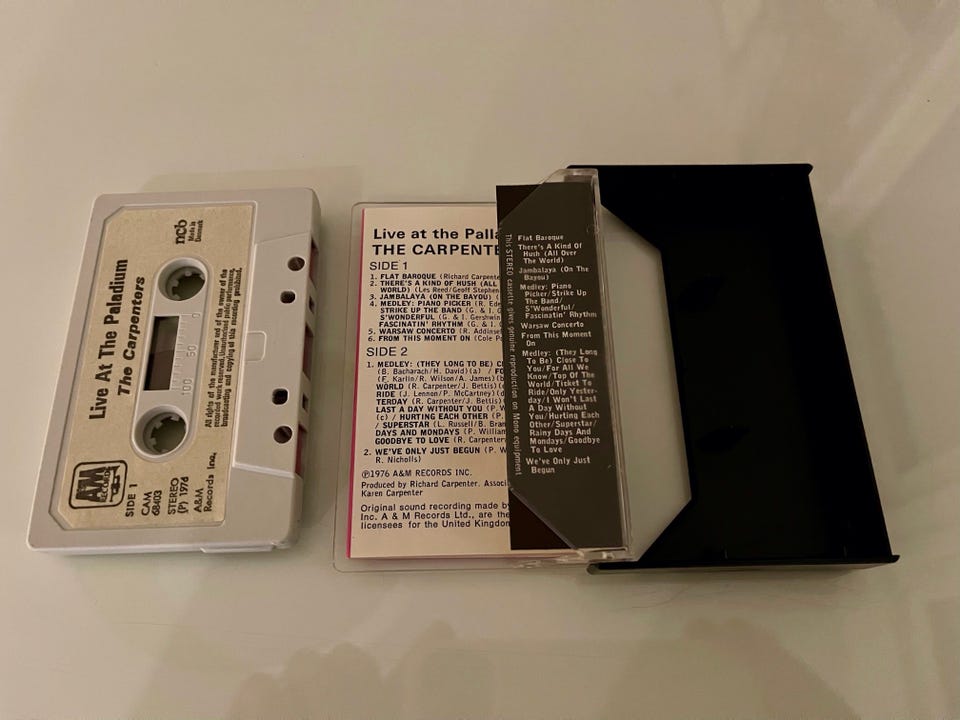 Live At The Palladium
The Carpenters
ncb
Made in
Denmark
All rights of the manufacturer and of the owner of the
recorded work reserved. Unauthorised public performance,
broadcasting and copying of this recording prohibited.
0
50
100
A&M
SIDE 1
CAM
68403
STEREO
(P) 1976
A&M
Records Inc.
Live at the Palla
THE CARPENTE
SIDE 1
1. FLAT BAROQUE (Richard Carpenter
2. THERE'S A KIND OF HUSH (ALL
WORLD) (Les Reed/Geoff Stephen
3. JAMBALAYA (ON THE BAYOU) (
4. MEDLEY: PIANO PICKER (R. Ede
STRIKE UP THE BAND (G. & I. G
S'WONDERFUL (G. & I. Gershwin
FASCINATIN' RHYTHM (G. & I. G
5. WARSAW CONCERTO (R. Addinse
6. FROM THIS MOMENT ON (Cole Po
SIDE 2
1. MEDLEY: (THEY LONG TO BE) C
(B. Bacharach/H. David)(a) / FO
(F. Karlin/R. Wilson/A. James)(b
WORLD (R. Carpenter/J. Bettis)(
RIDE (J. Lennon/P. McCartney)(d
TERDAY (R. Carpenter/J. Bettis)
LAST A DAY WITHOUT YOU (P. W
(c) / HURTING EACH OTHER (P.
/ SUPERSTAR (L. Russell/B. Bram
DAYS AND MONDAYS (P. William
GOODBYE TO LOVE (R. Carpenter
2. WE'VE ONLY JUST BEGUN (P. W
R. Nicholls)
℗1976 A&M RECORDS INC.
Produced by Richard Carpenter. Associa
Karen Carpenter
Original sound recording made by
Inc. A & M Records Ltd., are the
licensees for the United Kingdom
This STEREO cassette gives genuine reproduction on Mono equipment
Flat Baroque
There's A Kind Of
Hush (All Over
The World)
Jambalaya (On The
Bayou)
Medley: Piano
Picker/Strike Up
The Band/
S'Wonderful/
Fascinatin' Rhythm
Warsaw Concerto
From This Moment
On
Medley: (They Long
To Be) Close To
You/For All We
Know/Top Of The
World/Ticket To
Ride/Only Yester-
day/I Won't Last
A Day Without
You/Hurting Each
Other/Superstar/
Rainy Days And
Mondays/Goodbye
To Love
We've Only Just
Begun